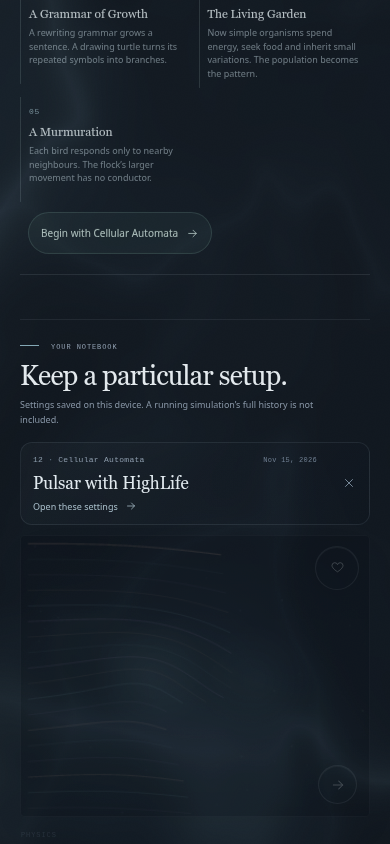 A Grammar of Growth
A rewriting grammar grows a
sentence. A drawing turtle turns its
repeated symbols into branches.
The Living Garden
Now simple organisms spend
energy, seek food and inherit small
variations. The population becomes
the pattern.
05
A Murmuration
Each bird responds only to nearby
neighbours. The flock's larger
movement has no conductor.
Begin with Cellular Automata →
YOUR NOTEBOOK
Keep a particular setup.
Settings saved on this device. A running simulation's full history is not
included.
12 · Cellular Automata
Nov 15, 2026
Pulsar with HighLife
Open these settings →
PHYSICS